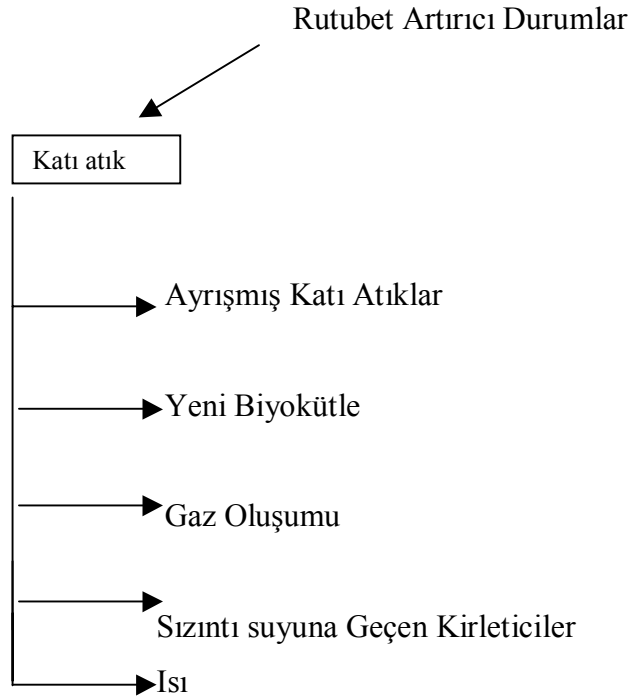 Rutubet Artırıcı Durumlar
Katı atık
Ayrışmış Katı Atıklar
Yeni Biyokütle
Gaz Oluşumu
Sızıntı suyuna Geçen Kirleticiler
Isı